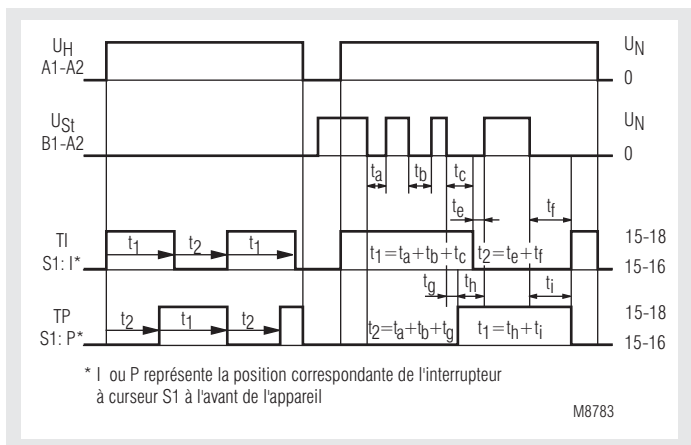 UH
A1-A2
UN
0
USt
B1-A2
UN
0
ta
tb
tc
te
tf
TI
S1: I*
t1
t2
t1
t1=ta+tb+tc
t2=te+tf
15-18
15-16
tg
th
ti
TP
S1: P*
t2
t1
t2
t2=ta+tb+tg
t1=th+ti
15-18
15-16
* I ou P représente la position correspondante de l'interrupteur
à curseur S1 à l'avant de l'appareil
M8783